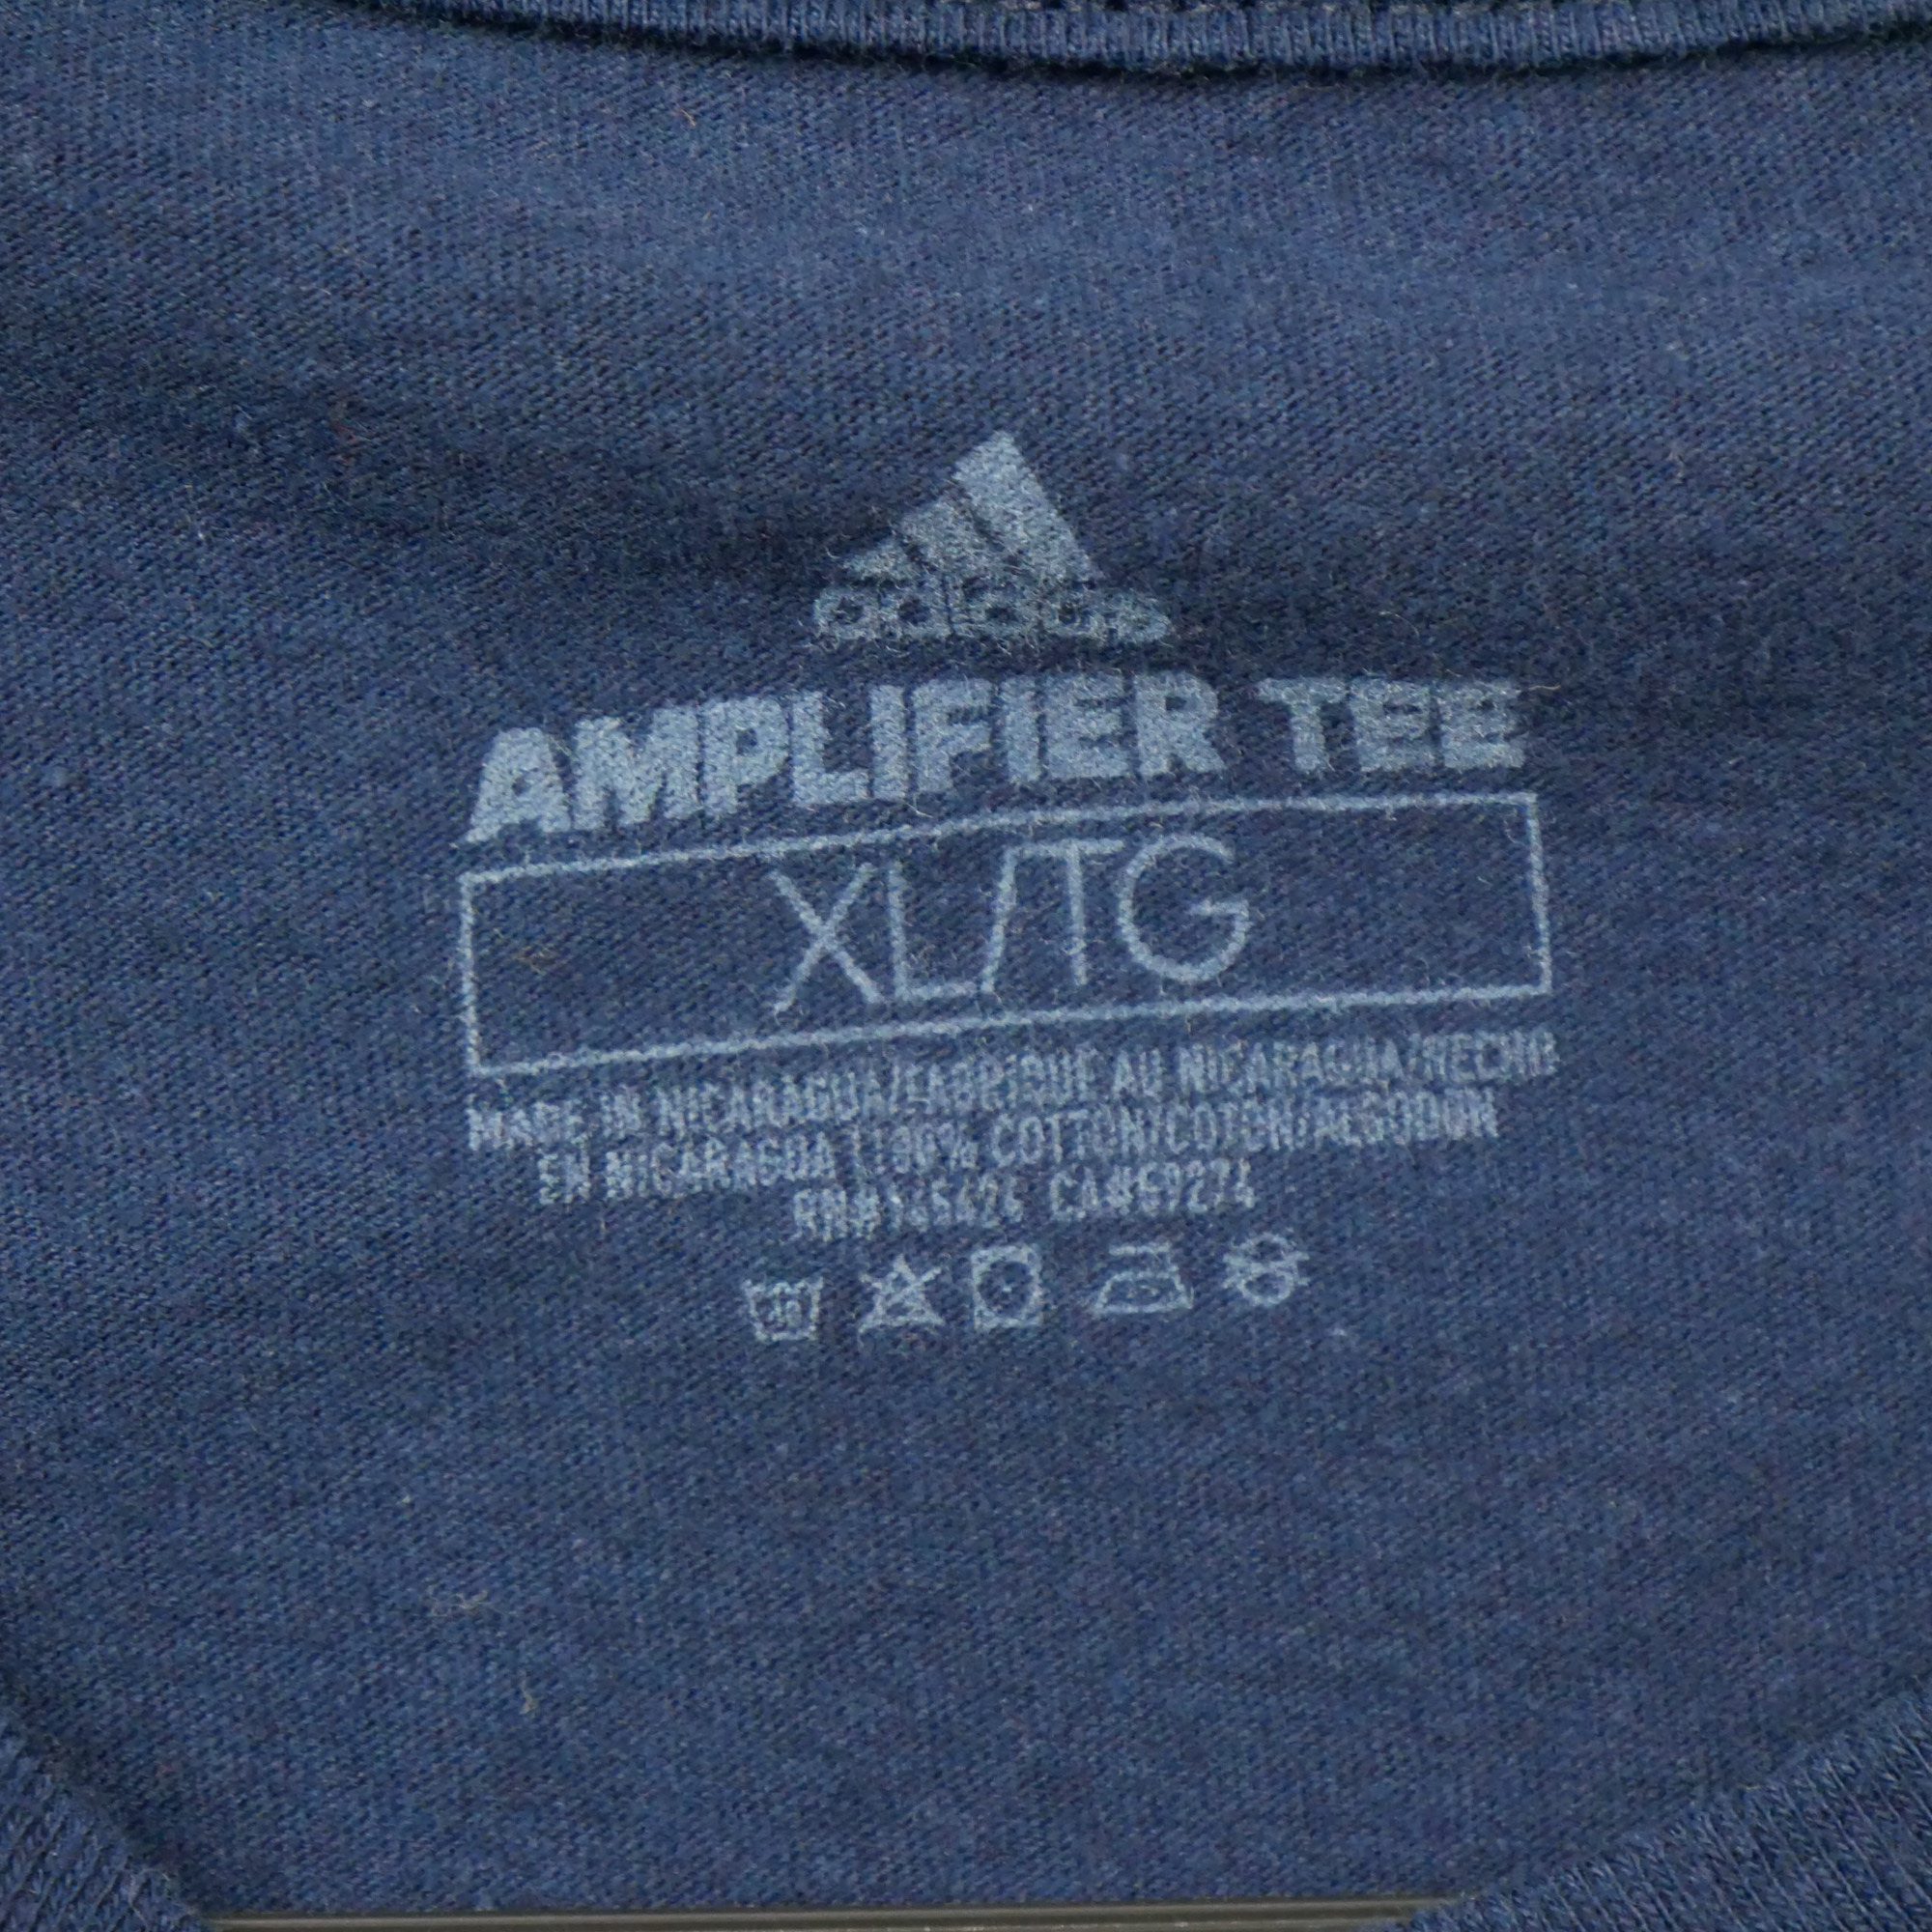 adidas
AMPLIFIER TEE
XL/TG
MADE IN NICARAGUA/FABRIQUE AU NICARAGUA/HECHO
EN NICARAGUA | 100% COTTON/COTON/ALGODON
RN# CA#59274